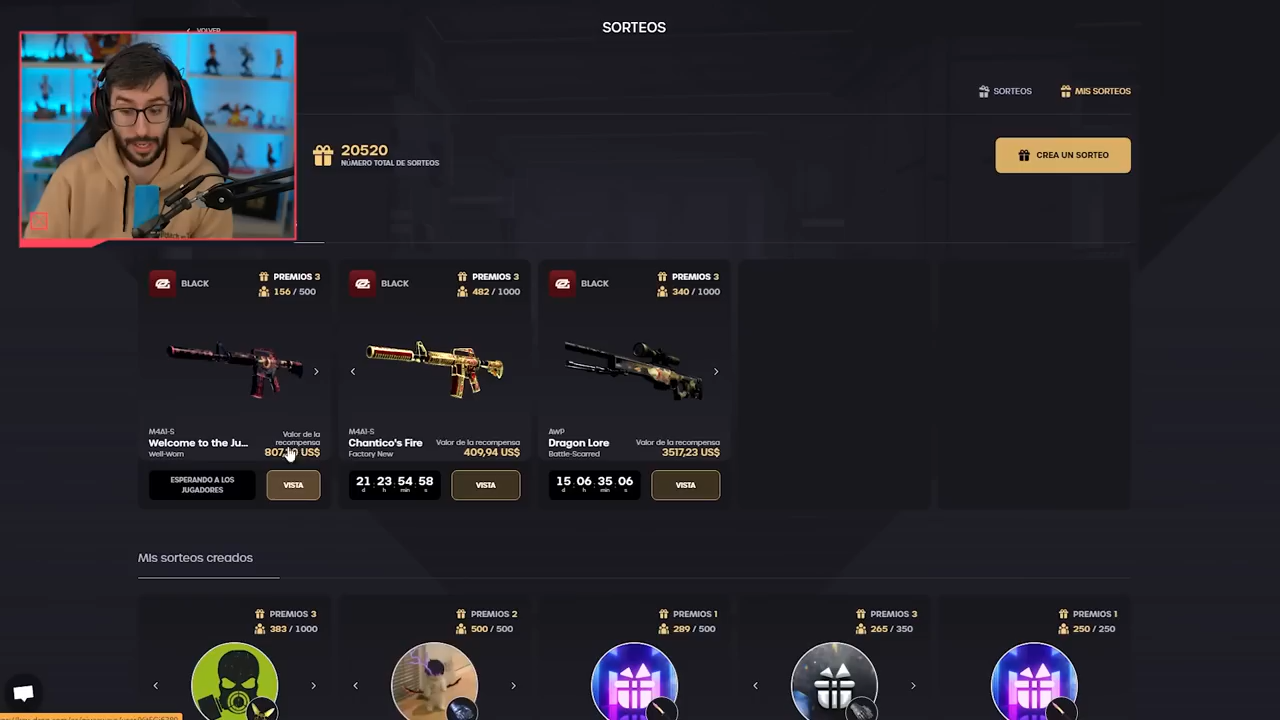 VOLVER
SORTEOS
SORTEOS
MIS SORTEOS
20520
NÚMERO TOTAL DE SORTEOS
CREA UN SORTEO
BLACK
PREMIOS 3
156 / 500
BLACK
PREMIOS 3
482 / 1000
BLACK
PREMIOS 3
340 / 1000
M4A1-S
Welcome to the Ju...
Well-Worn
Valor de la
recompensa
US$
M4A1-S
Chantico's Fire
Factory New
Valor de la recompensa
409,94 US$
AWP
Dragon Lore
Battle-Scarred
Valor de la recompensa
3517,23 US$
ESPERANDO A LOS
JUGADORES
VISTA
21 : 23 : 54 : 58
d h min s
VISTA
15 : 06 : 35 : 06
d h min s
VISTA
Mis sorteos creados
PREMIOS 3
383 / 1000
PREMIOS 2
500 / 500
PREMIOS 1
289 / 500
PREMIOS 3
265 / 350
PREMIOS 1
250 / 250